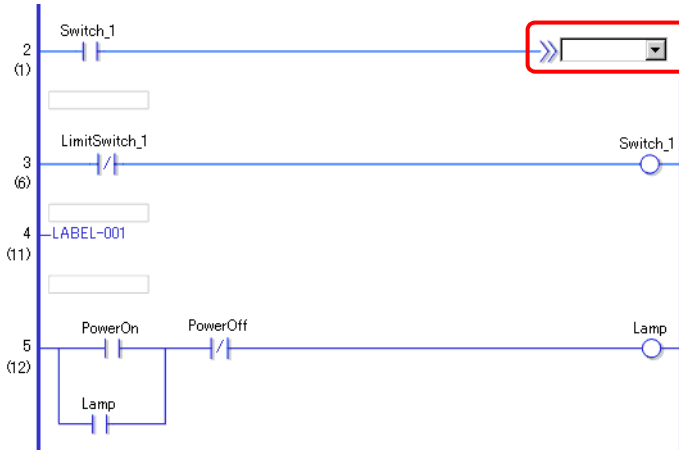 Switch_1
2
(1)
LimitSwitch_1
Switch_1
3
(6)
4
LABEL-001
(11)
PowerOn
PowerOff
Lamp
5
(12)
Lamp